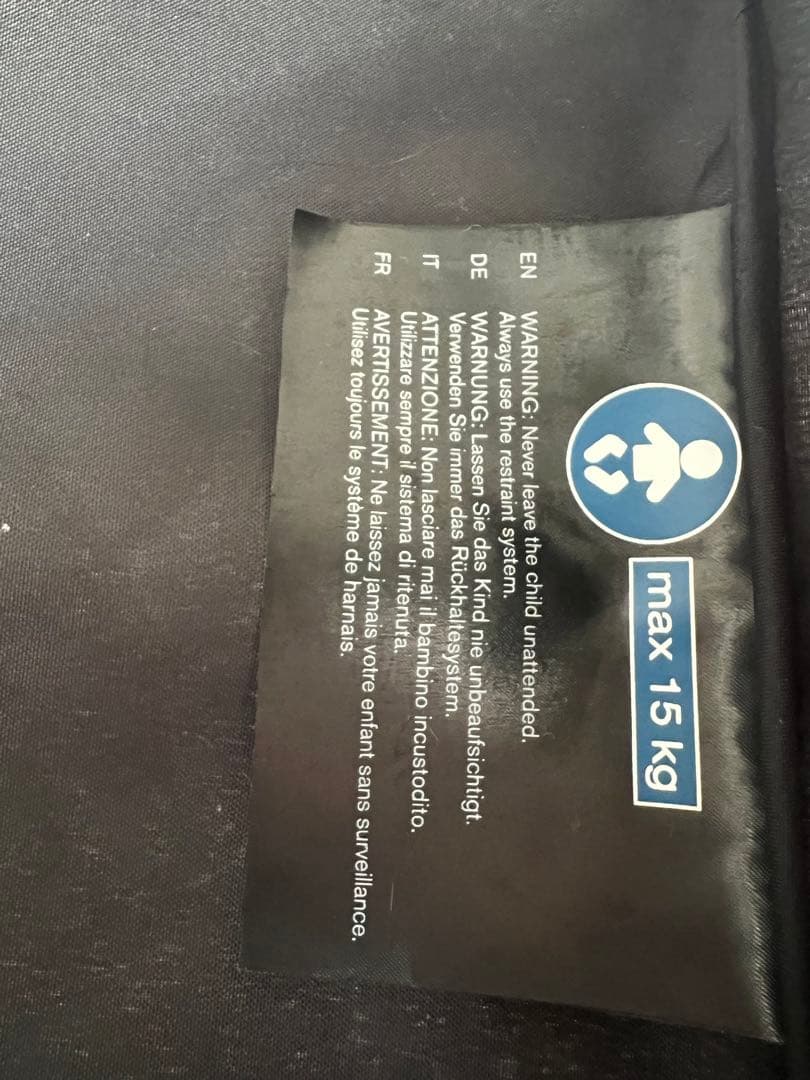 max 15 kg
EN WARNING: Never leave the child unattended.
Always use the restraint system.
DE WARNUNG: Lassen Sie das Kind nie unbeaufsichtigt.
Verwenden Sie immer das Rückhaltesystem.
IT ATTENZIONE: Non lasciare mai il bambino incustodito.
Utilizzare sempre il sistema di ritenuta.
FR AVERTISSEMENT: Ne laissez jamais votre enfant sans surveillance.
Utilisez toujours le système de harnais.